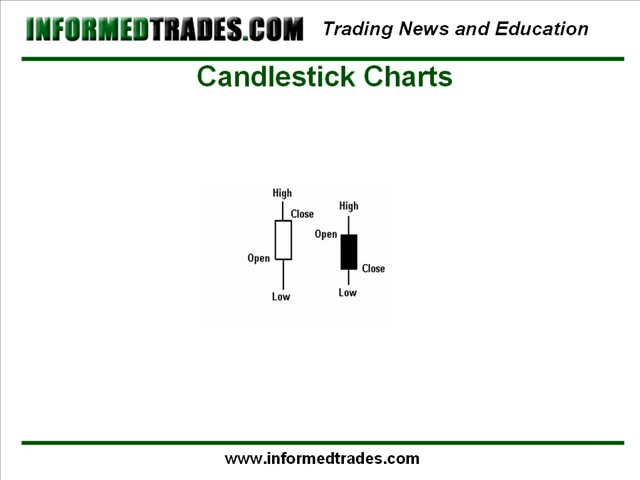 INFORMEDTRADES.COM Trading News and Education
Candlestick Charts
High
Close
Open
Low
High
Open
Close
Low
www.informedtrades.com